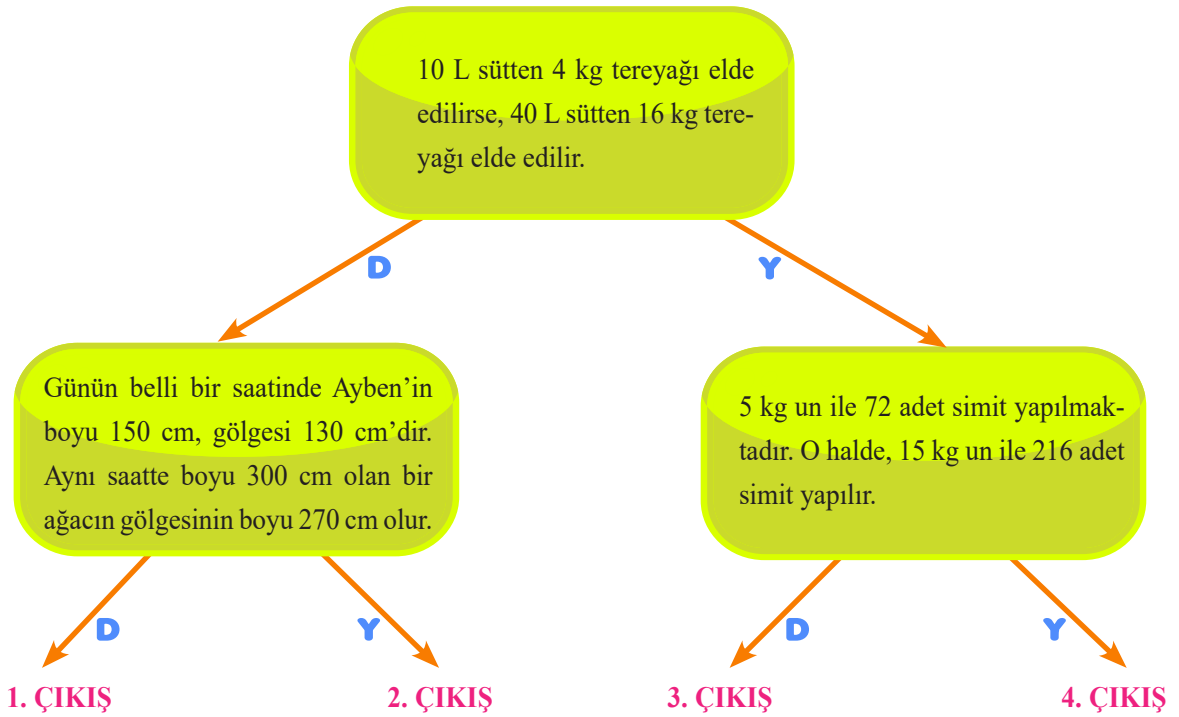 10 L sütten 4 kg tereyağı elde
edilirse, 40 L sütten 16 kg tere-
yağı elde edilir.
D
Y
Günün belli bir saatinde Ayben’in
boyu 150 cm, gölgesi 130 cm’dir.
Aynı saatte boyu 300 cm olan bir
ağacın gölgesinin boyu 270 cm olur.
5 kg un ile 72 adet simit yapılmak-
tadır. O halde, 15 kg un ile 216 adet
simit yapılır.
D
Y
D
Y
1. ÇIKIŞ
2. ÇIKIŞ
3. ÇIKIŞ
4. ÇIKIŞ